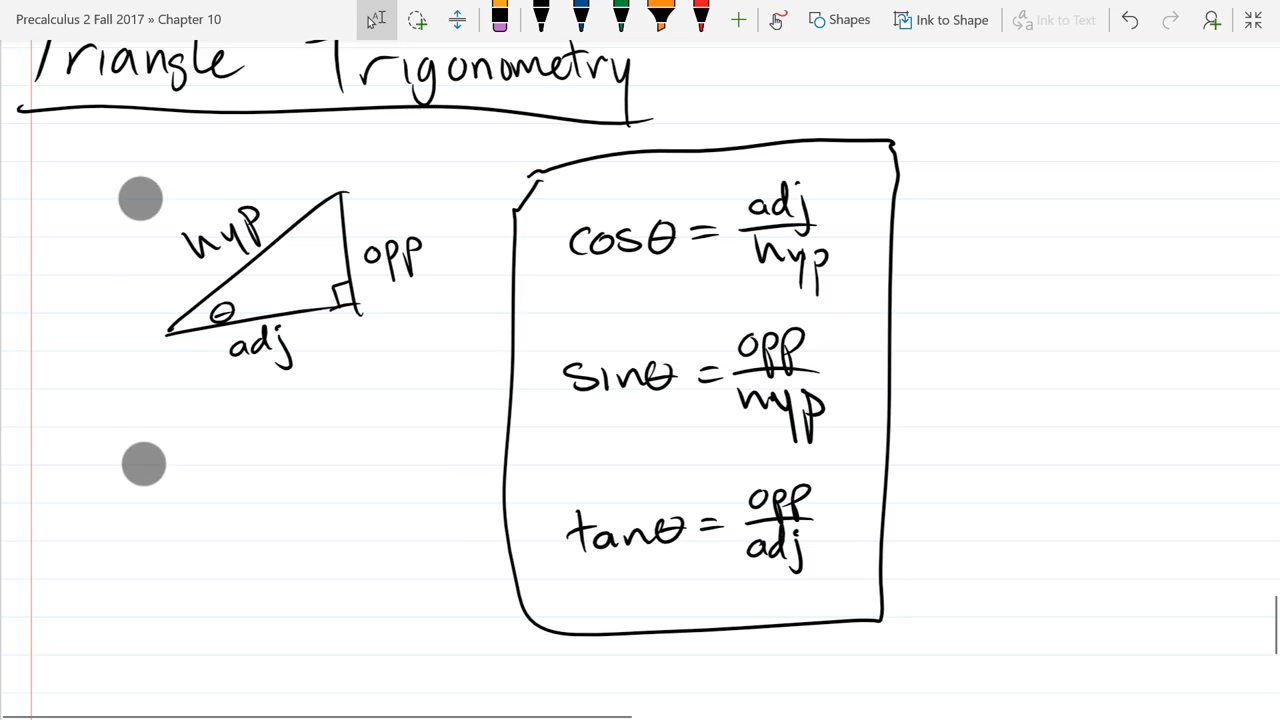 Precalculus 2 Fall 2017 » Chapter 10
Shapes
Ink to Shape
Ink to Text
Triangle Trigonometry
hyp
opp
θ
adj
cosθ = adj/hyp
sinθ = opp/hyp
tanθ = opp/adj